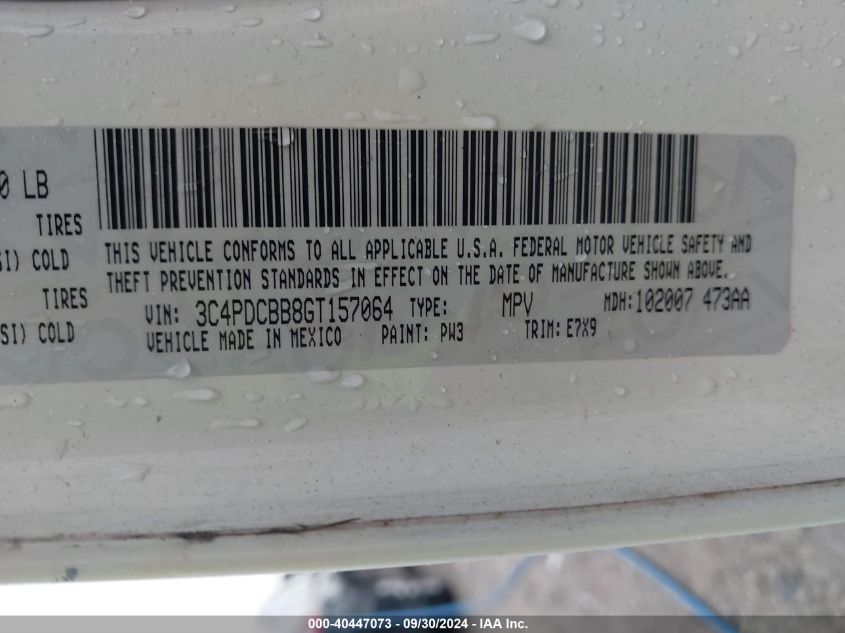 0 LB
TIRES
SI) COLD
TIRES
SI) COLD
THIS VEHICLE CONFORMS TO ALL APPLICABLE U.S.A. FEDERAL MOTOR VEHICLE SAFETY AND
THEFT PREVENTION STANDARDS IN EFFECT ON THE DATE OF MANUFACTURE SHOWN ABOVE.
VIN: 3C4PDCBB8GT157064 TYPE: MPV MDH:102007 473AA
VEHICLE MADE IN MEXICO PAINT: PW3 TRIM: E7X9
000-40447073 - 09/30/2024 - IAA Inc.